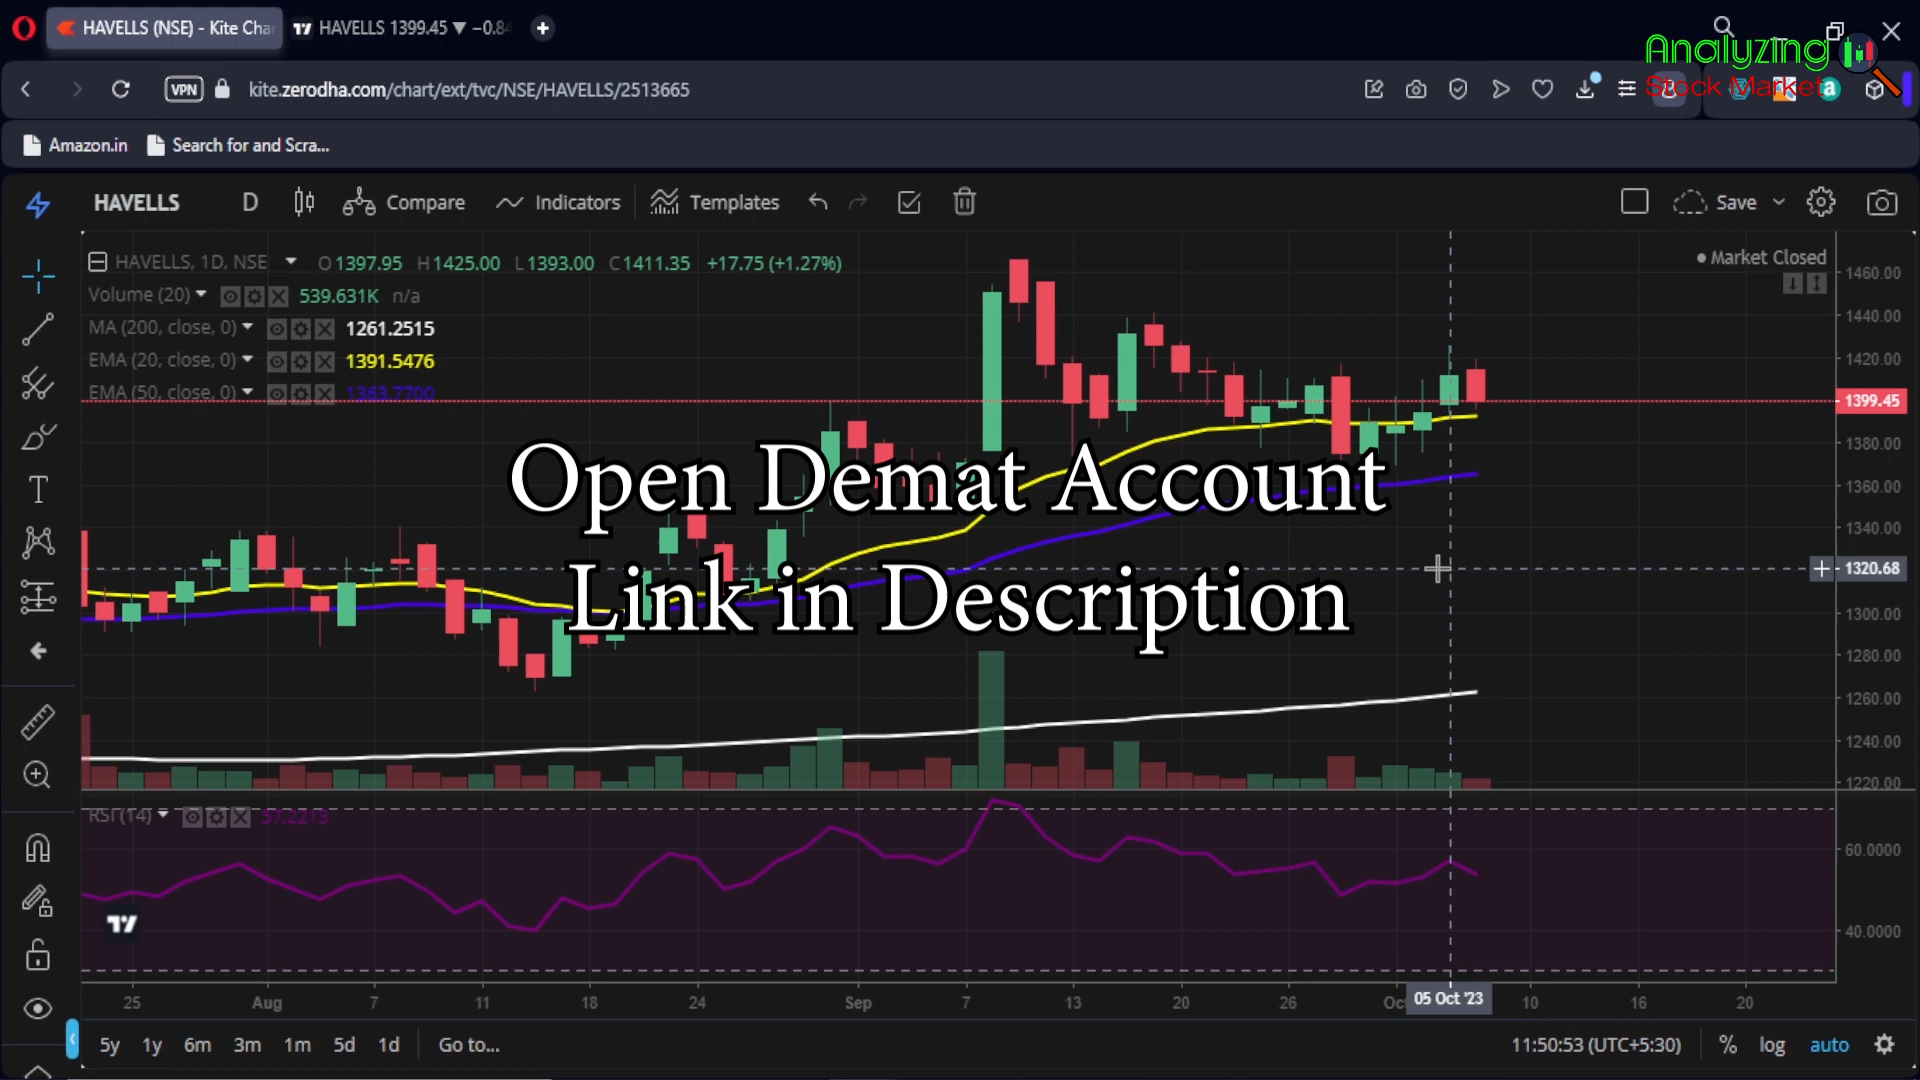 HAVELLS (NSE) - Kite Cha
HAVELLS 1399.45 ▼ −0.84
Analyzing
Stock Market
VPN
kite.zerodha.com/chart/ext/tvc/NSE/HAVELLS/2513665
Amazon.in
Search for and Scra...
HAVELLS D Compare Indicators Templates Save
HAVELLS, 1D, NSE O 1397.95 H 1425.00 L 1393.00 C 1411.35 +17.75 (+1.27%)
Market Closed
Volume (20) 539.631K n/a
MA (200, close, 0) 1261.2515
EMA (20, close, 0) 1391.5476
EMA (50, close, 0) 1363.7700
1460.00
1440.00
1420.00
1399.45
1380.00
1360.00
1340.00
1320.68
1300.00
1280.00
1260.00
1240.00
1220.00
Open Demat Account
Link in Description
RSI (14) 57.2213
60.0000
40.0000
25 Aug 7 11 18 24 Sep 7 13 20 26 Oct 05 Oct '23 10 16 20
5y 1y 6m 3m 1m 5d 1d Go to...
11:50:53 (UTC+5:30) % log auto